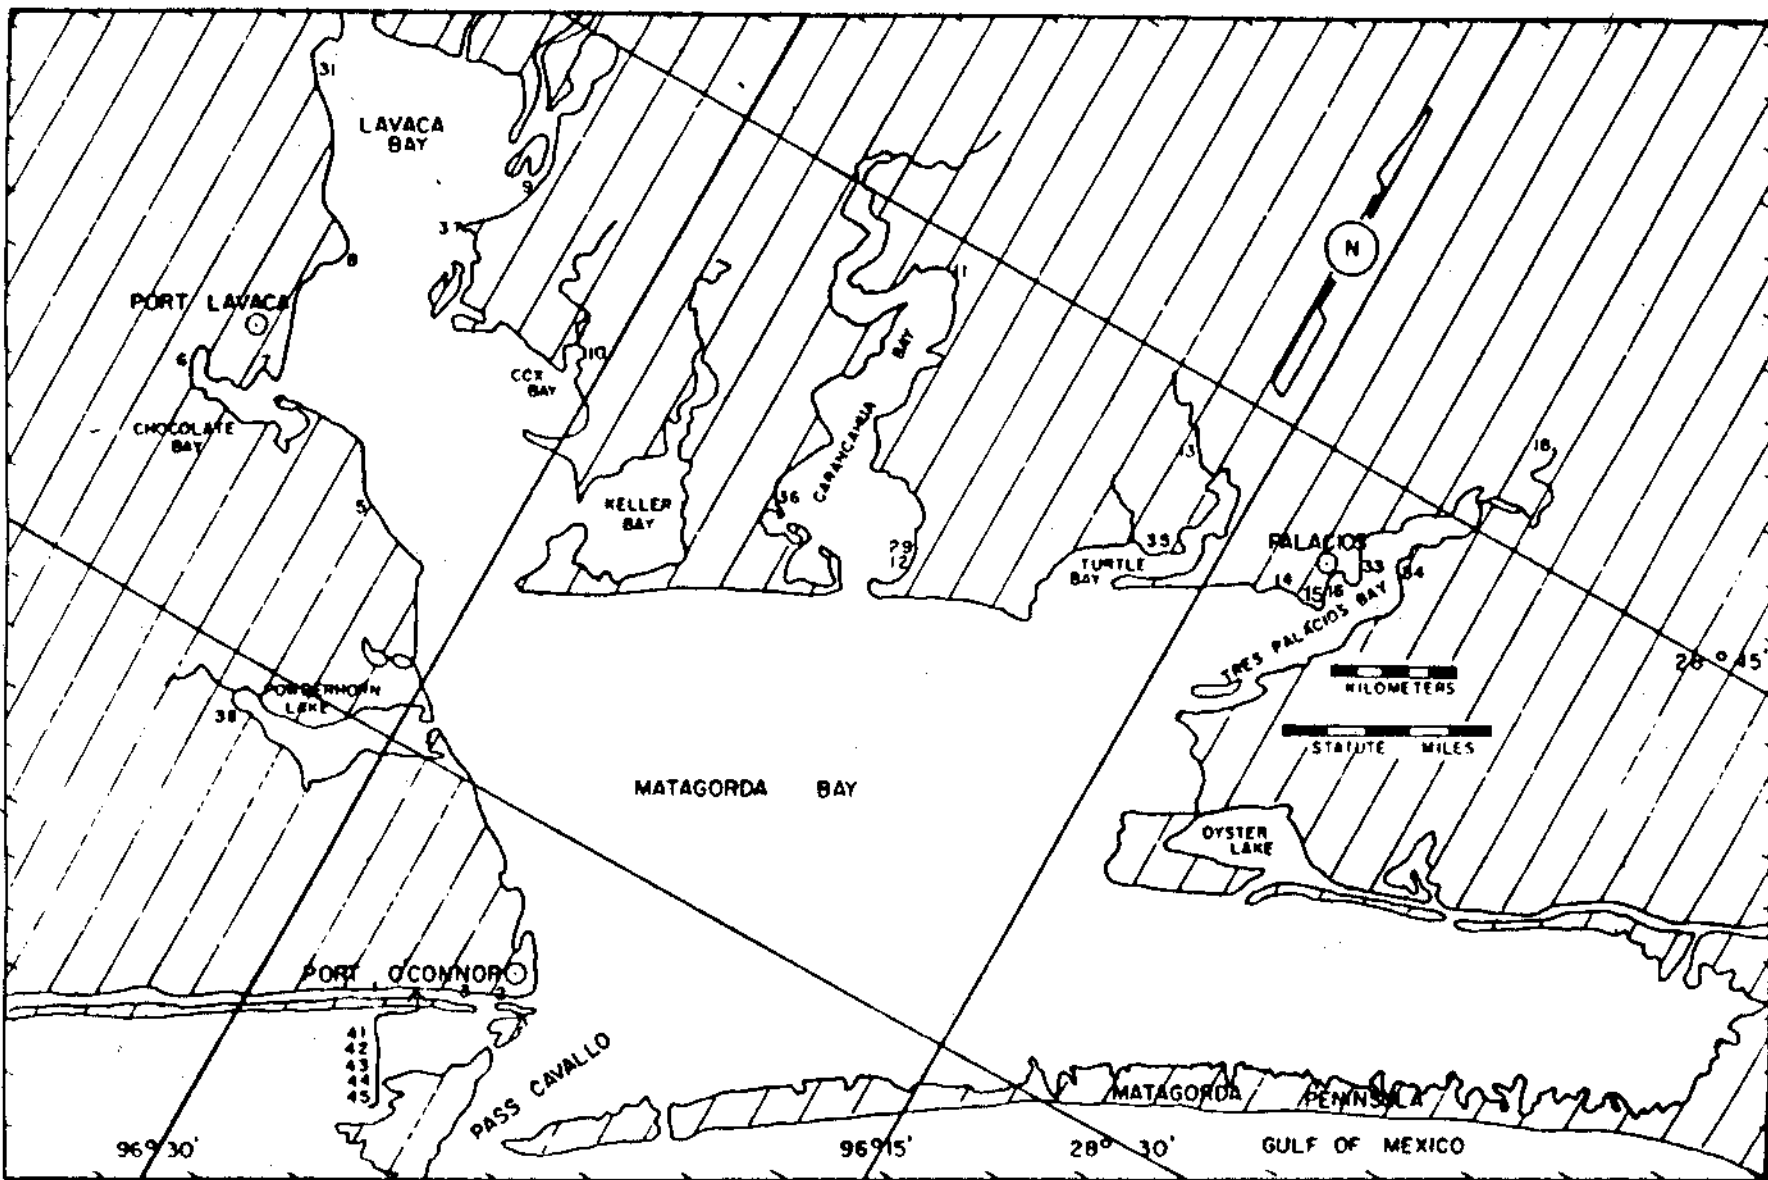 31
LAVACA
BAY
9
37
8
11
N
PORT LAVACA
6
7
10
COX
BAY
BAY
CHOCOLATE
BAY
CARANCAHUA
13
18
5
KELLER
BAY
36
29
12
35
TURTLE
BAY
PALACIOS
33
34
14
15
16
TRES PALACIOS BAY
28° 45'
KILOMETERS
STATUTE MILES
POWDERHORN
LAKE
38
MATAGORDA BAY
OYSTER
LAKE
PORT O'CONNOR
3
41
42
43
44
45
PASS CAVALLO
MATAGORDA PENINSULA
96° 30'
96° 15'
28° 30'
GULF OF MEXICO